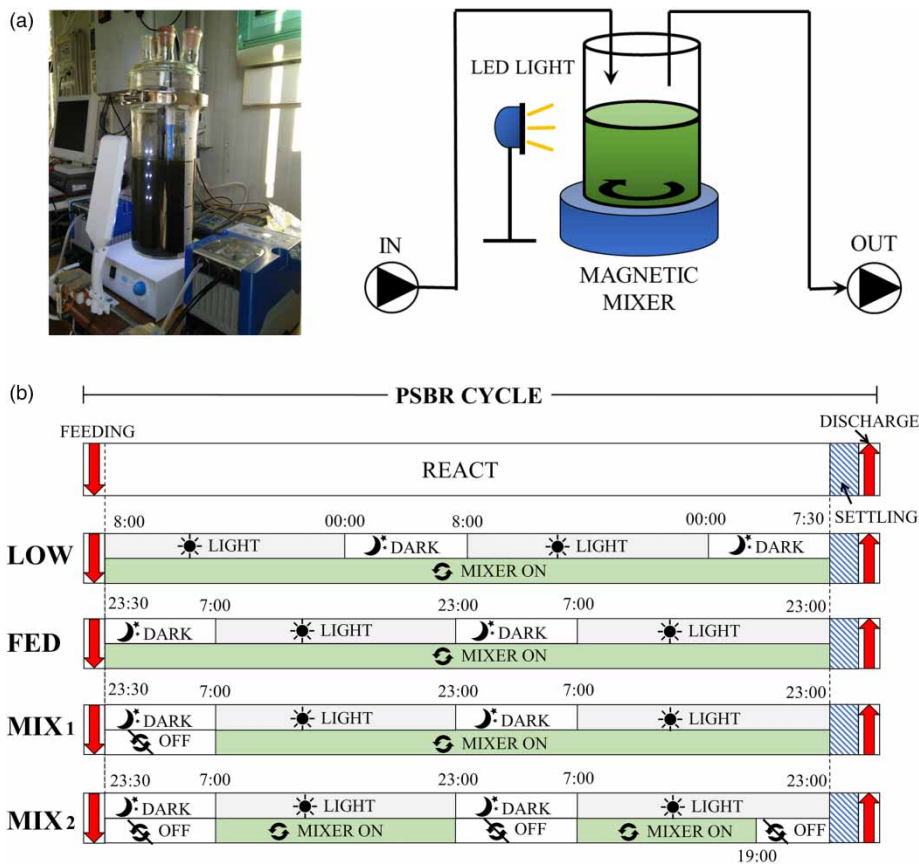 (a)
LED LIGHT
IN
MAGNETIC
MIXER
OUT
(b)
PSBR CYCLE
FEEDING
DISCHARGE
REACT
SETTLING
8:00 00:00 8:00 00:00 7:30
LOW
LIGHT DARK LIGHT DARK
MIXER ON
23:30 7:00 23:00 7:00 23:00
FED
DARK LIGHT DARK LIGHT
MIXER ON
23:30 7:00 23:00 7:00 23:00
MIX1
DARK LIGHT DARK LIGHT
OFF MIXER ON
23:30 7:00 23:00 7:00 23:00
MIX2
DARK LIGHT DARK LIGHT
OFF MIXER ON OFF MIXER ON OFF
19:00